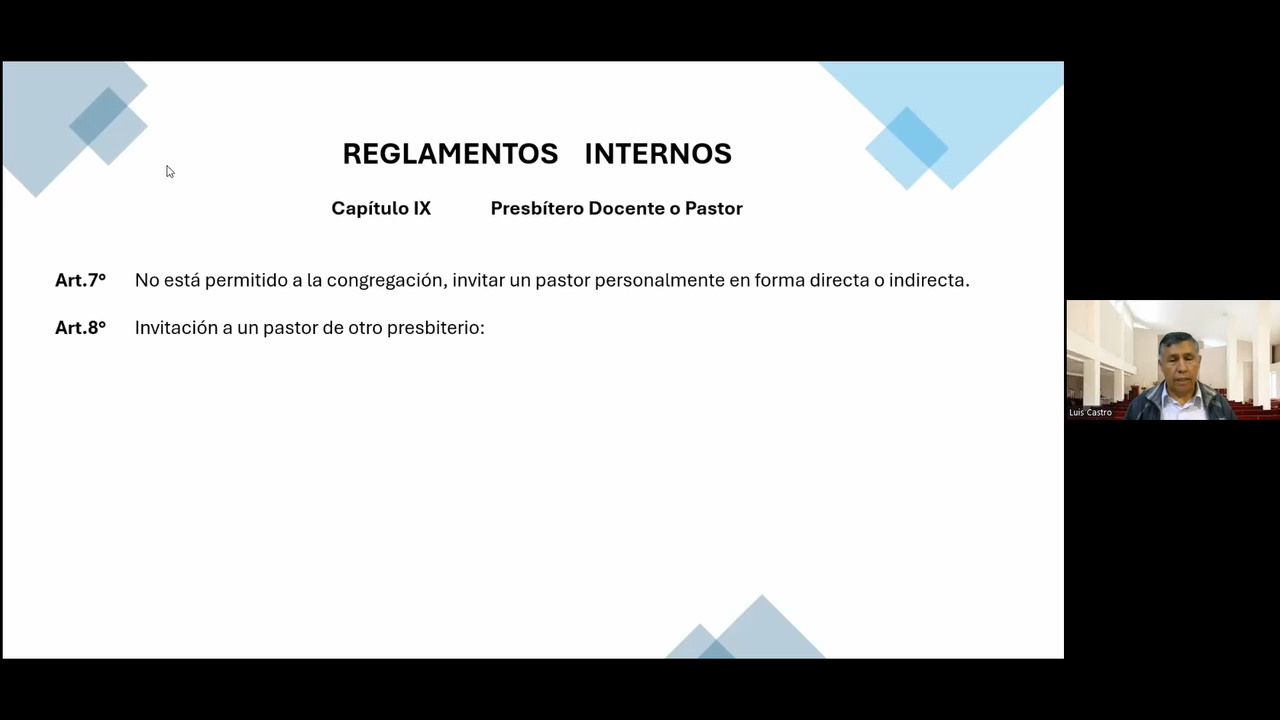 REGLAMENTOS INTERNOS
Capítulo IX Presbítero Docente o Pastor
Art.7° No está permitido a la congregación, invitar un pastor personalmente en forma directa o indirecta.
Art.8° Invitación a un pastor de otro presbiterio:
Luis Castro